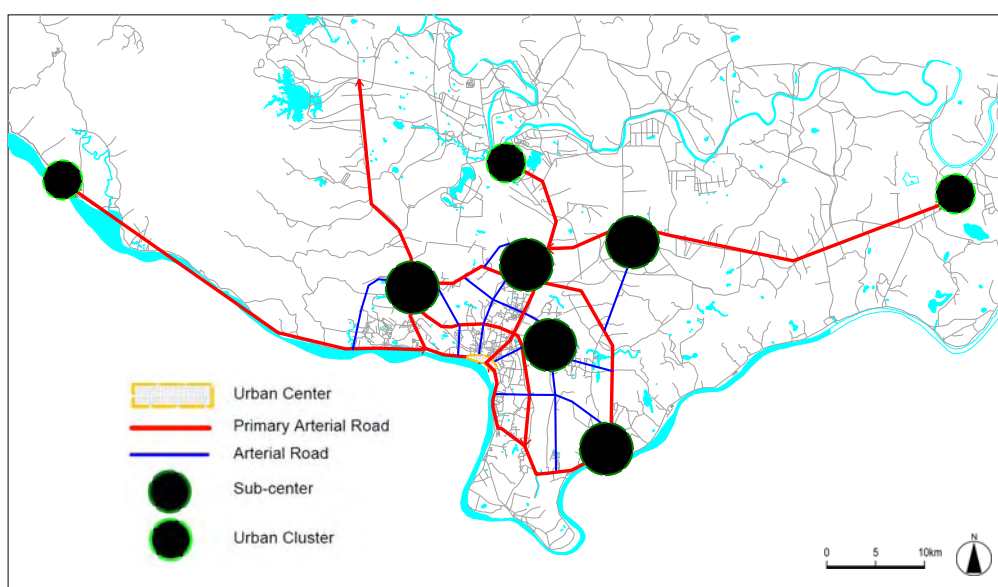 Urban Center
Primary Arterial Road
Arterial Road
Sub-center
Urban Cluster
N
0 5 10km